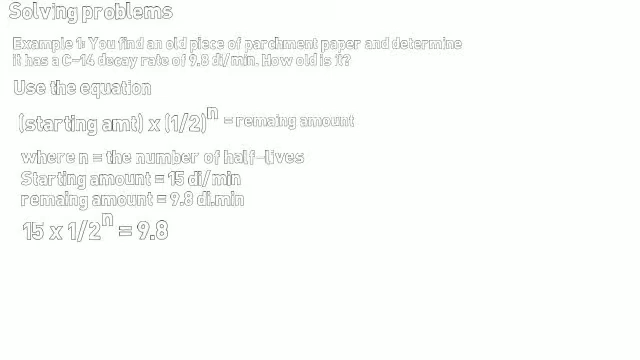 Solving problems
Example 1: You find an old piece of parchment paper and determine
it has a C-14 decay rate of 9.8 di/min. How old is it?
Use the equation
(starting amt) x (1/2)^n = remaing amount
where n = the number of half-lives
Starting amount = 15 di/min
remaing amount = 9.8 di.min
15 x 1/2^n = 9.8